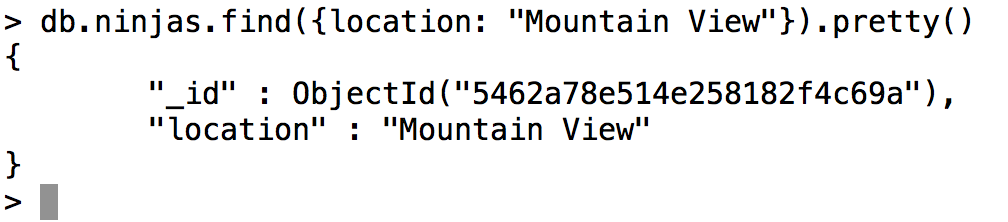 > db.ninjas.find({location: "Mountain View"}).pretty()
{
        "_id" : ObjectId("5462a78e514e258182f4c69a"),
        "location" : "Mountain View"
}
>